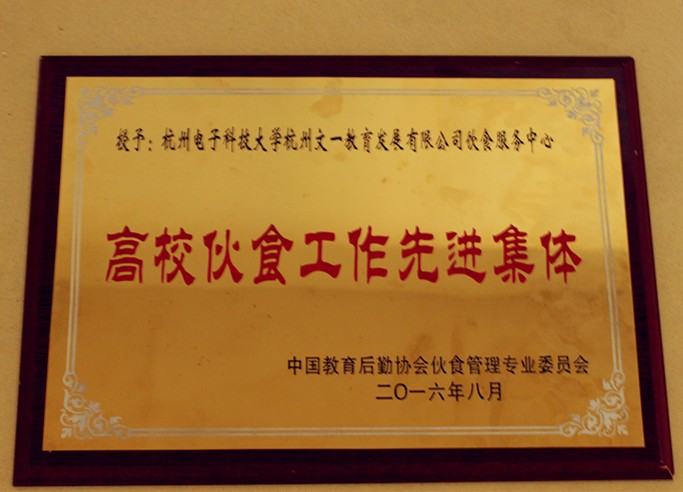 授予：杭州电子科技大学杭州文一教育发展有限公司饮食服务中心
高校伙食工作先进集体
中国教育后勤协会伙食管理专业委员会
二〇一六年八月